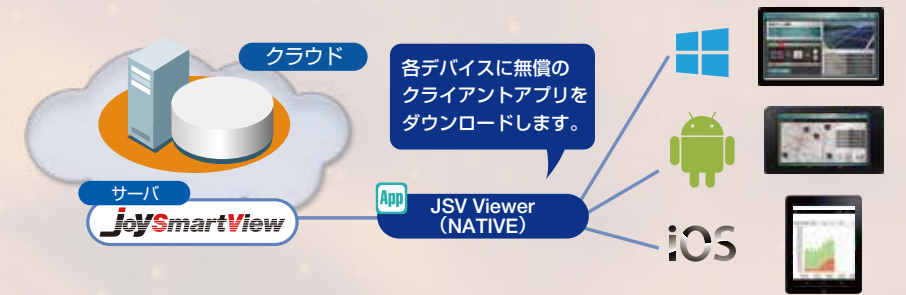 クラウド
各デバイスに無償の
クライアントアプリを
ダウンロードします。
サーバ
joySmartView
App
JSV Viewer
（NATIVE）
iOS